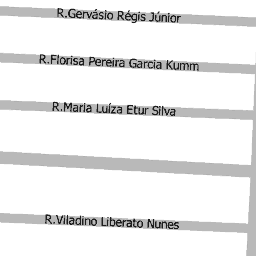 R.Gervásio Régis Júnior
R.Florisa Pereira Garcia Kumm
R.Maria Luíza Etur Silva
R.Viladino Liberato Nunes